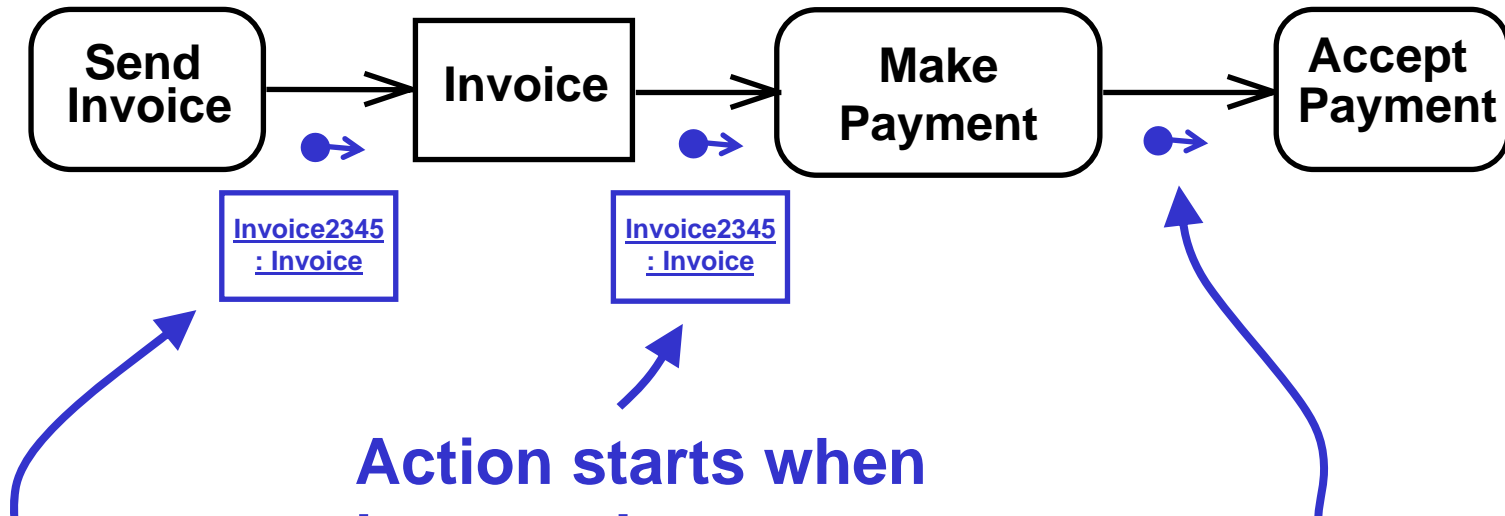 Send
Invoice
Invoice
Make
Payment
Accept
Payment
Invoice2345
: Invoice
Invoice2345
: Invoice
Action starts when